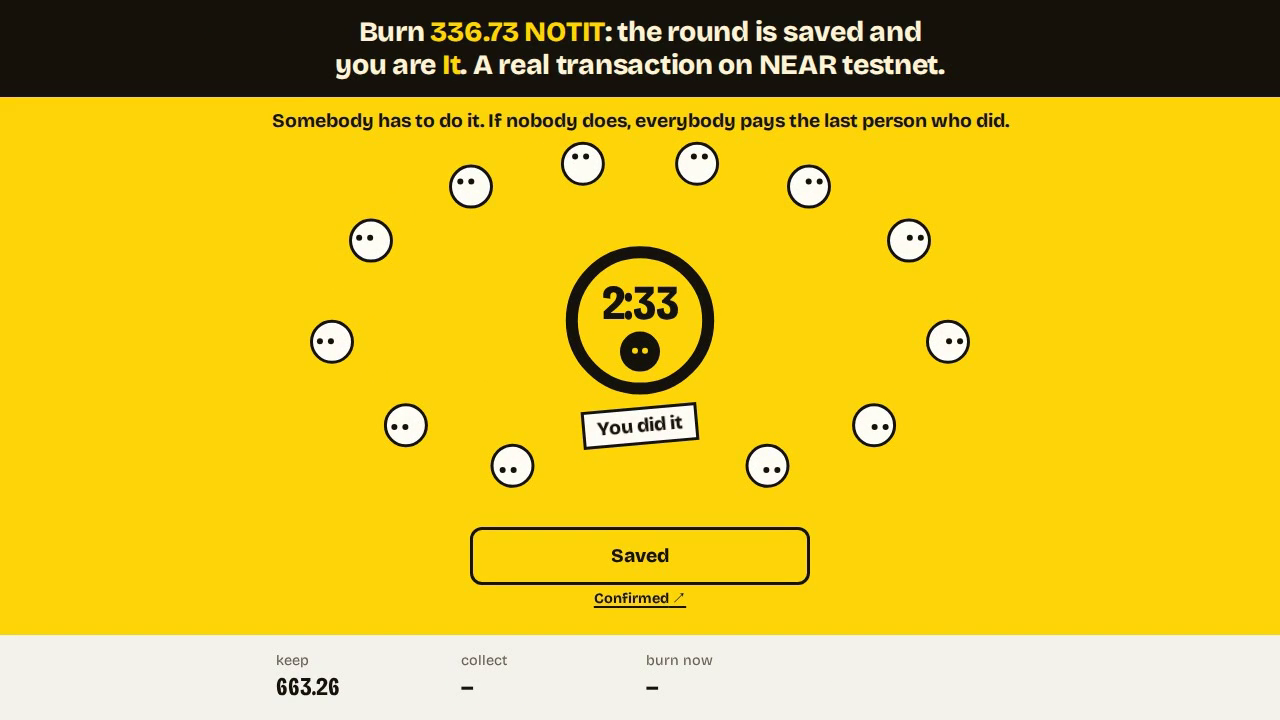 Burn 336.73 NOTIT: the round is saved and
you are It. A real transaction on NEAR testnet.
Somebody has to do it. If nobody does, everybody pays the last person who did.
2:33
You did it
Saved
Confirmed ↗
keep collect burn now
663.26 – –